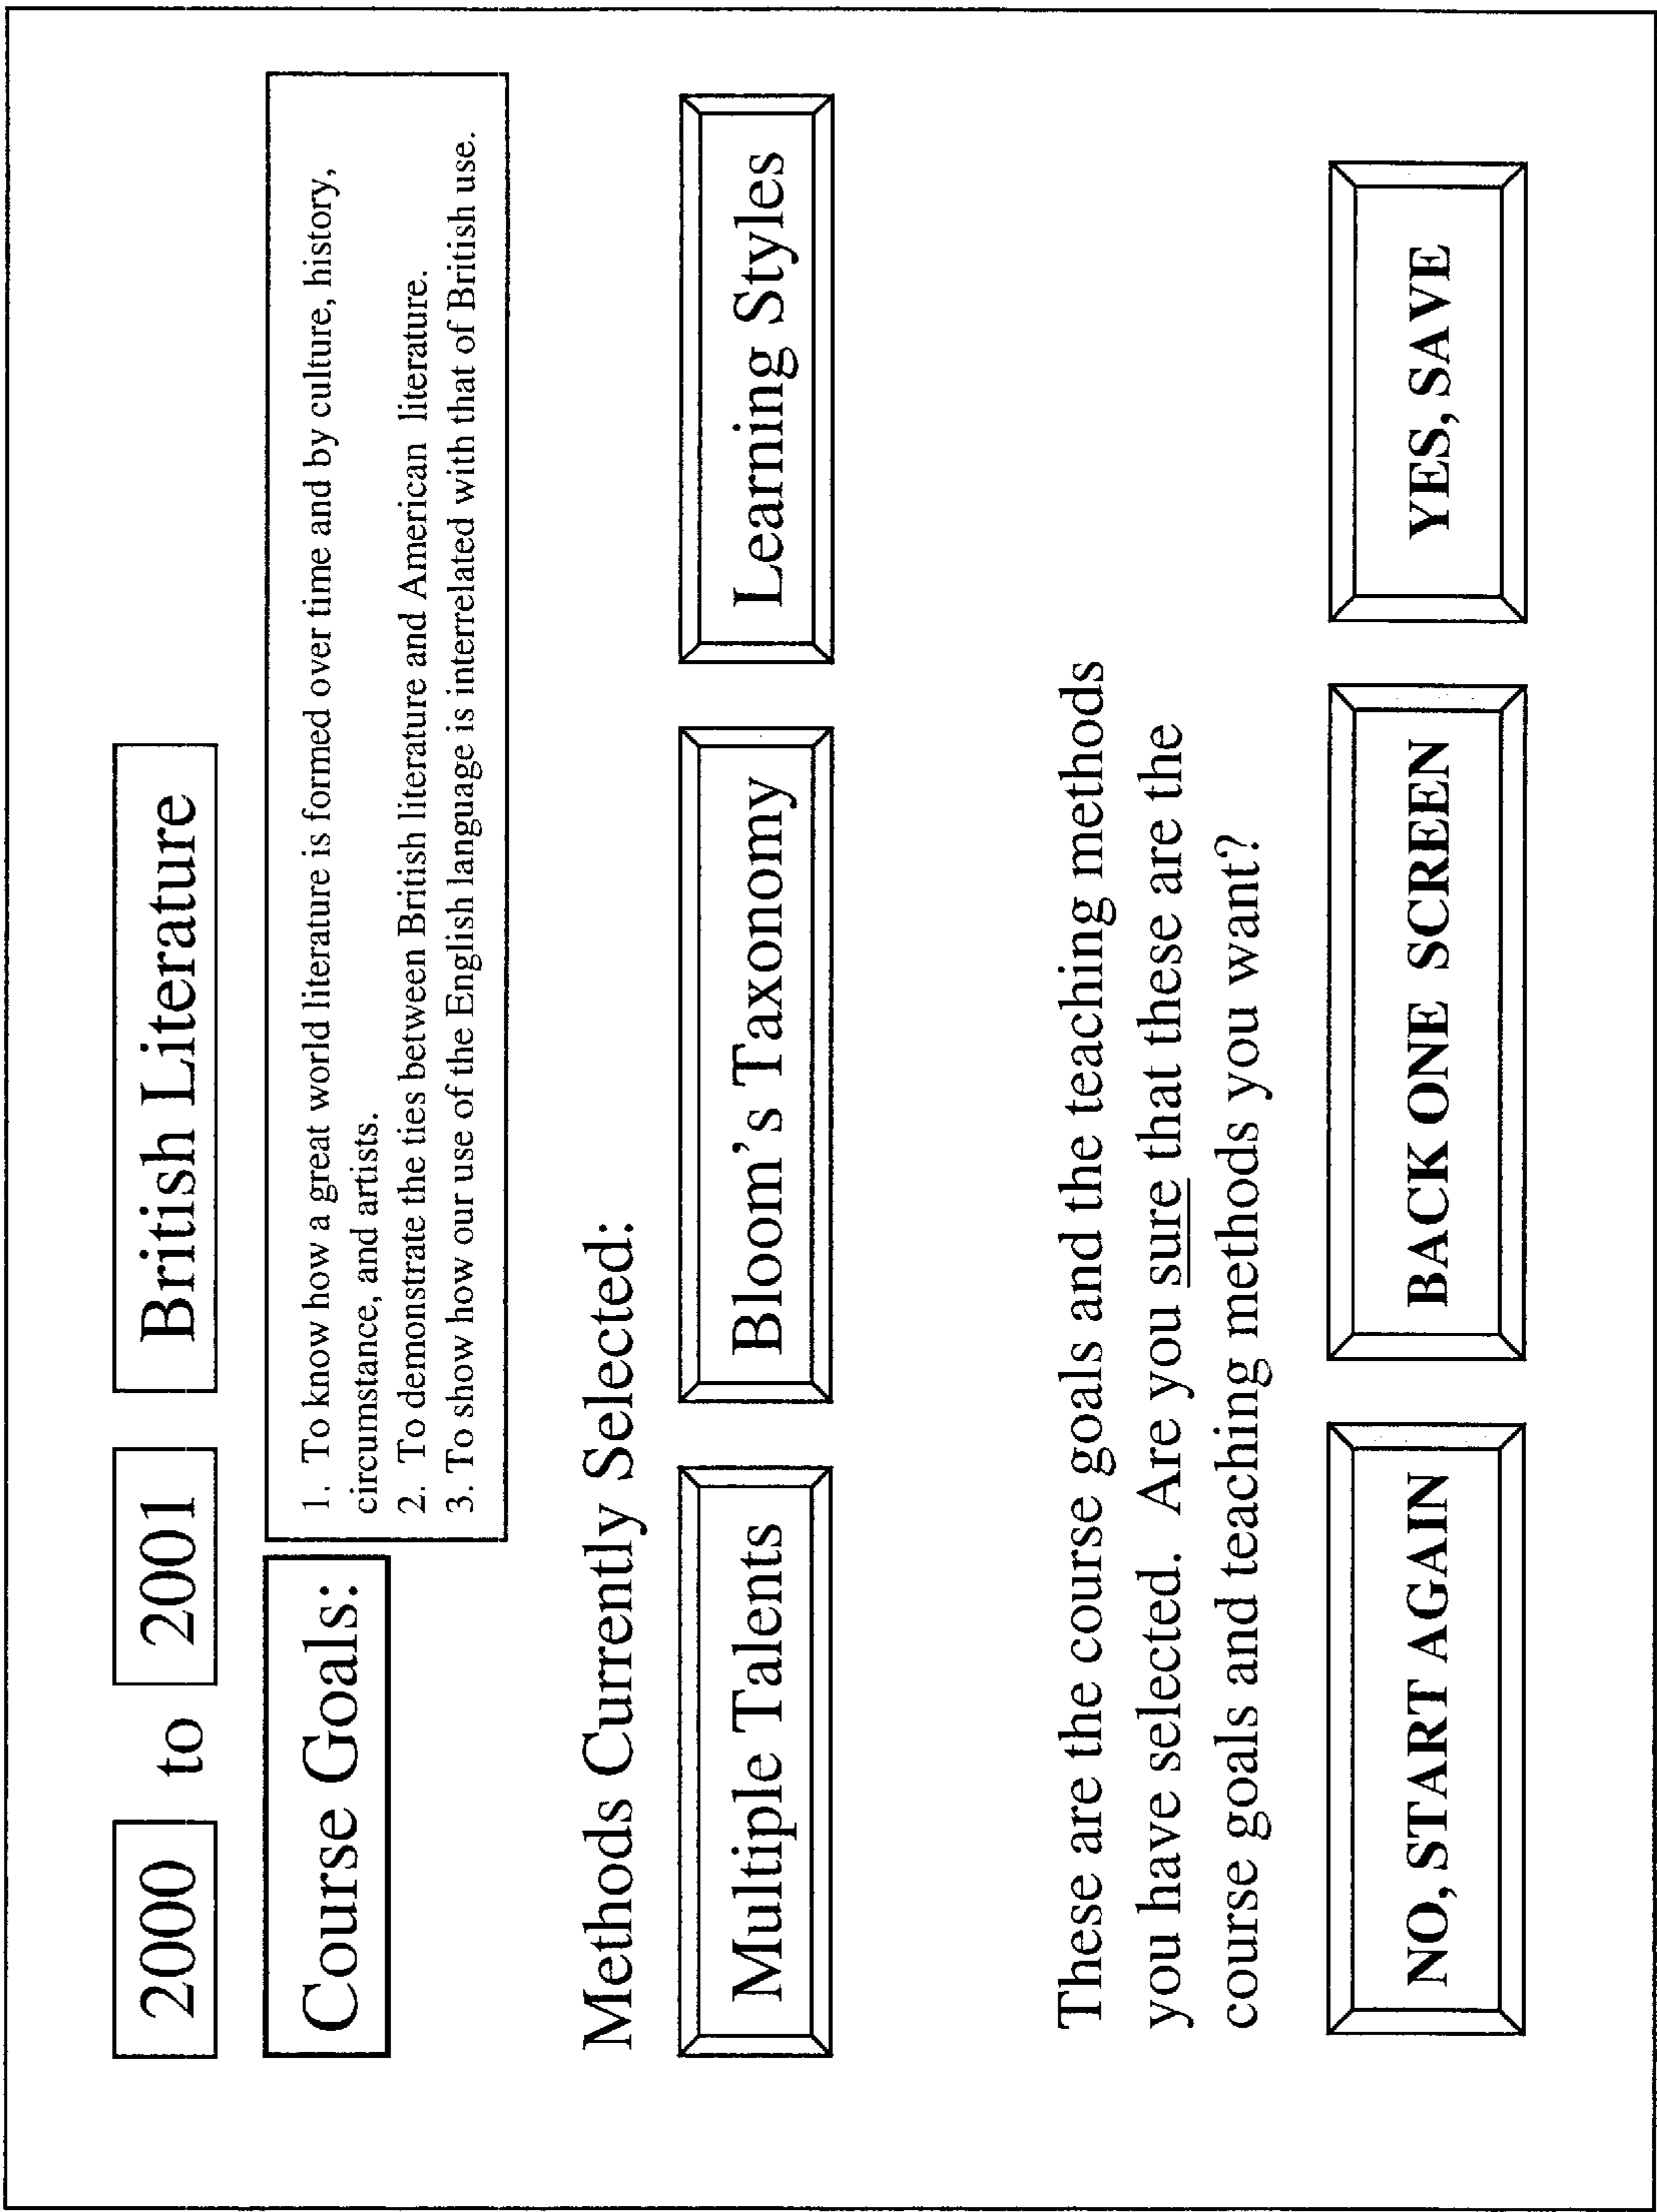 2000 to 2001 British Literature
Course Goals:
1. To know how a great world literature is formed over time and by culture, history,
circumstance, and artists.
2. To demonstrate the ties between British literature and American literature.
3. To show how our use of the English language is interrelated with that of British use.
Methods Currently Selected:
Multiple Talents Bloom's Taxonomy Learning Styles
These are the course goals and the teaching methods
you have selected. Are you sure that these are the
course goals and teaching methods you want?
NO, START AGAIN BACK ONE SCREEN YES, SAVE